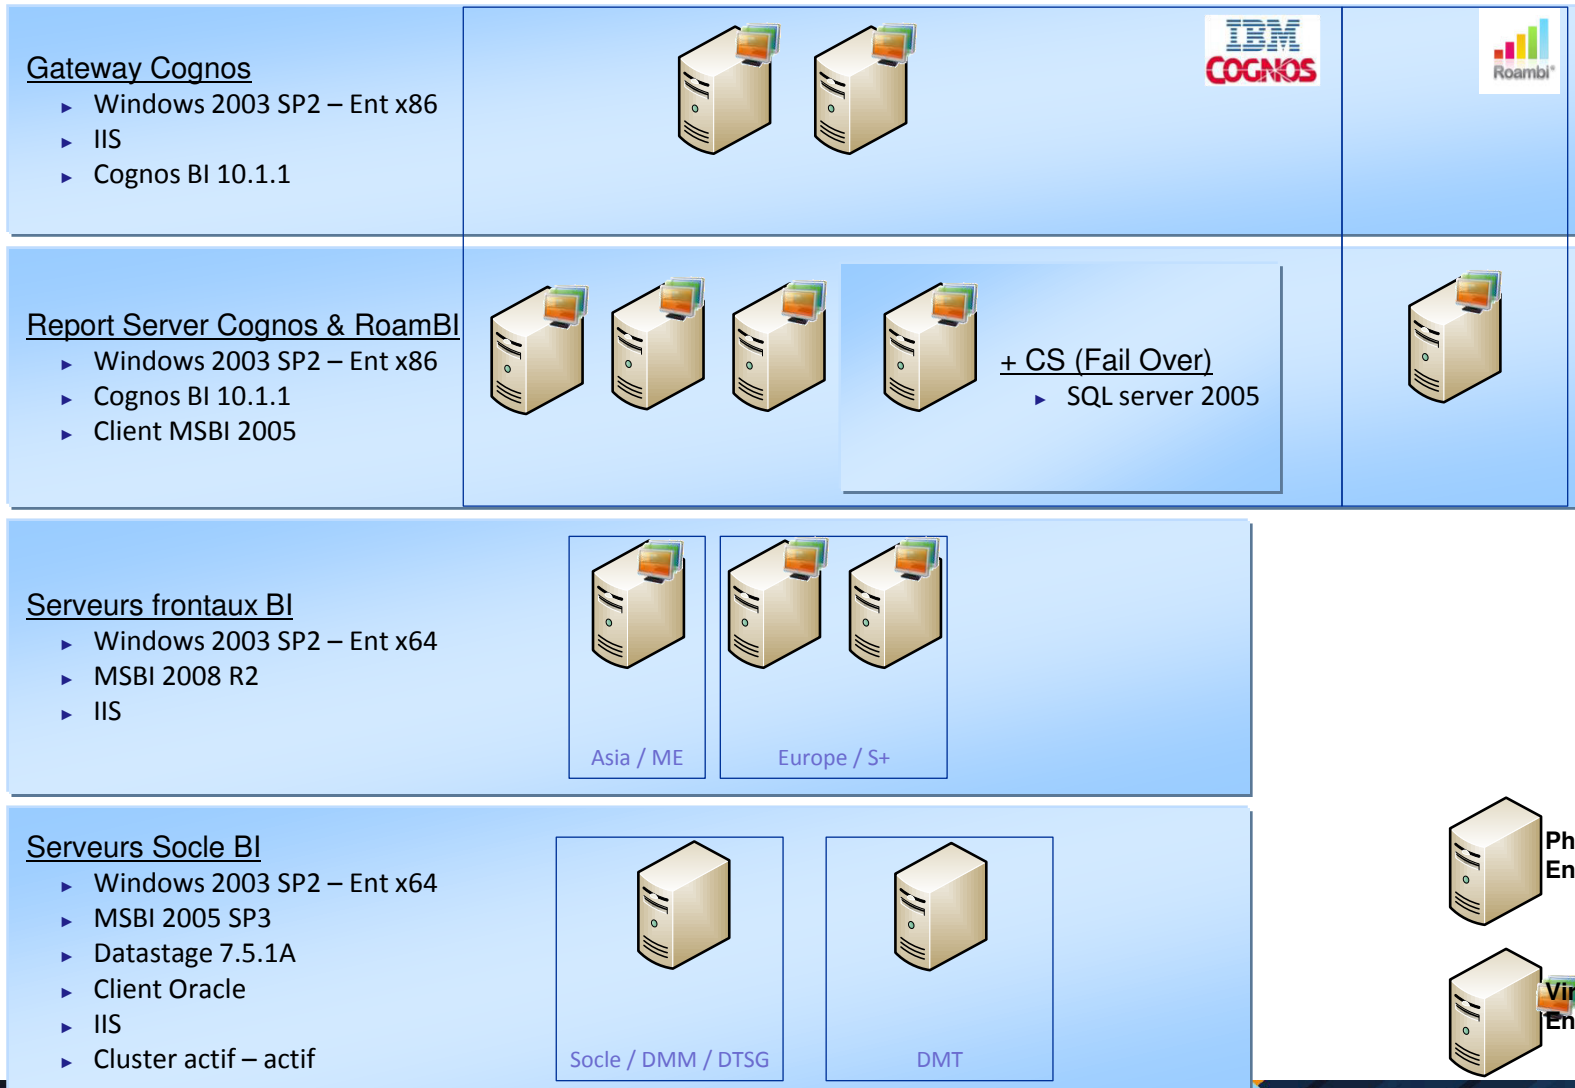 Gateway Cognos
► Windows 2003 SP2 – Ent x86
► IIS
► Cognos BI 10.1.1
IBM
COGNOS
Roambi®
Report Server Cognos & RoamBI
► Windows 2003 SP2 – Ent x86
► Cognos BI 10.1.1
► Client MSBI 2005
+ CS (Fail Over)
► SQL server 2005
Serveurs frontaux BI
► Windows 2003 SP2 – Ent x64
► MSBI 2008 R2
► IIS
Asia / ME
Europe / S+
Serveurs Socle BI
► Windows 2003 SP2 – Ent x64
► MSBI 2005 SP3
► Datastage 7.5.1A
► Client Oracle
► IIS
► Cluster actif – actif
Socle / DMM / DTSG
DMT
Ph
En
Vir
En